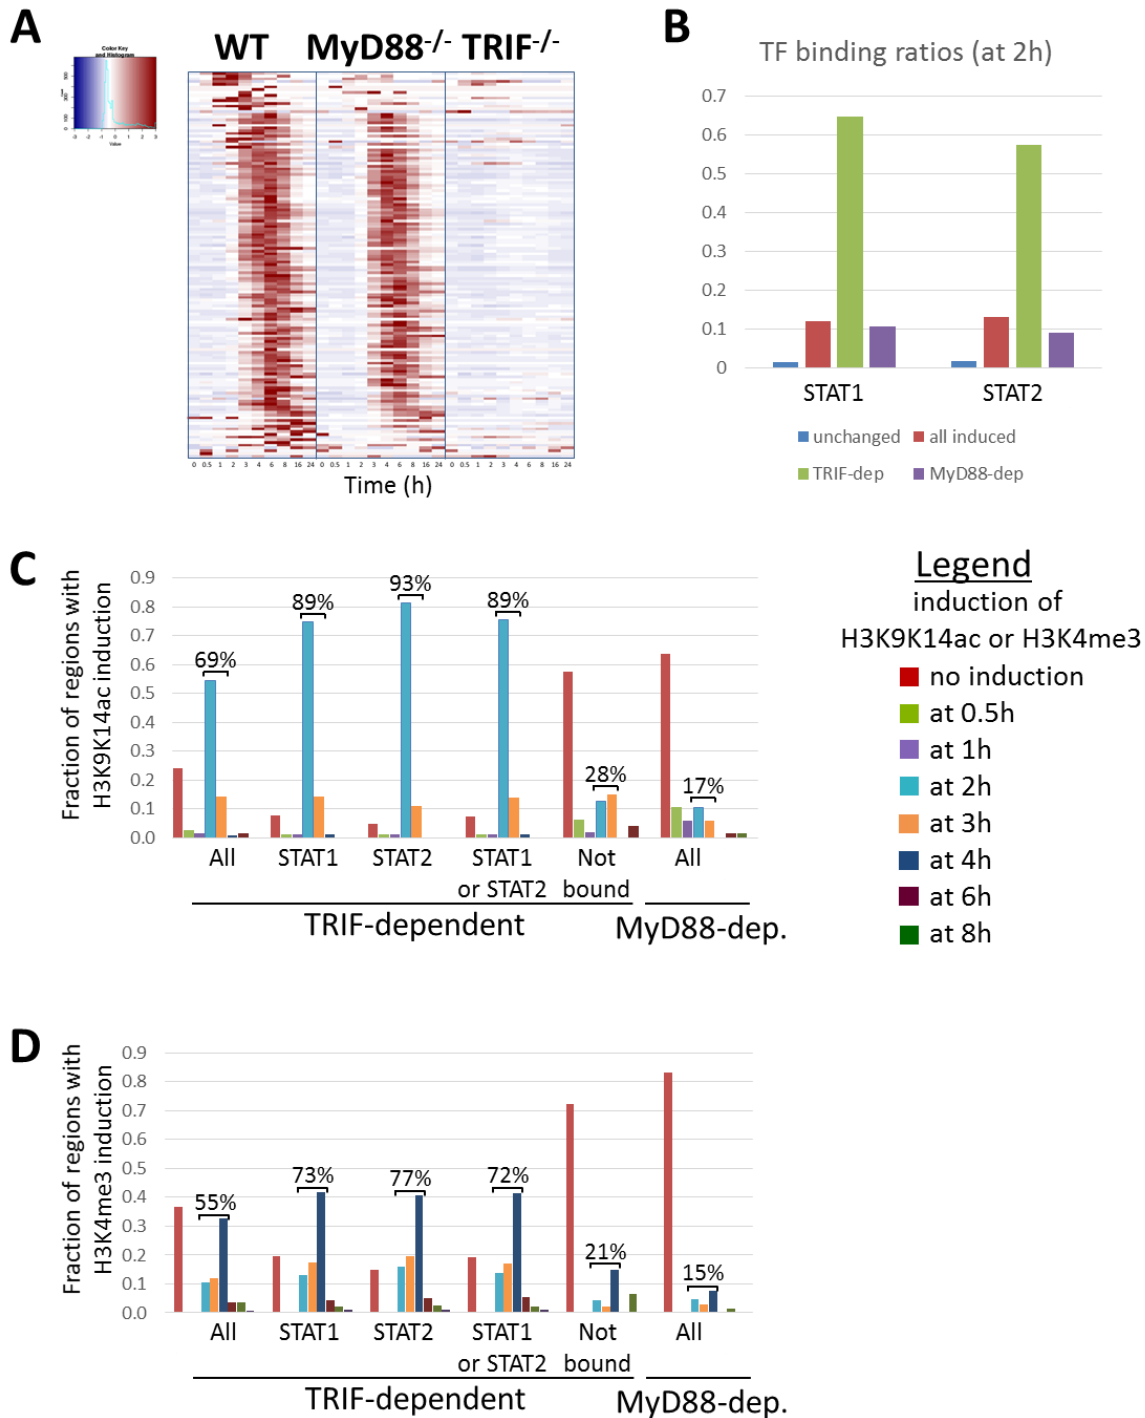 A
WT MyD88-/- TRIF-/-
Color Key
and Histogram
Value
0 0.5 1 2 3 4 6 8 16 24 0 0.5 1 2 3 4 6 8 16 24 0 0.5 1 2 3 4 6 8 16 24
Time (h)
B
TF binding ratios (at 2h)
0.7
0.6
0.5
0.4
0.3
0.2
0.1
0
STAT1 STAT2
unchanged all induced
TRIF-dep MyD88-dep
C
Fraction of regions with
H3K9K14ac induction
0.9
0.8
0.7
0.6
0.5
0.4
0.3
0.2
0.1
0.0
69% 89% 93% 89% 28% 17%
All STAT1 STAT2 STAT1 Not All
or STAT2 bound
TRIF-dependent MyD88-dep.
Legend
induction of
H3K9K14ac or H3K4me3
no induction
at 0.5h
at 1h
at 2h
at 3h
at 4h
at 6h
at 8h
D
Fraction of regions with
H3K4me3 induction
0.9
0.8
0.7
0.6
0.5
0.4
0.3
0.2
0.1
0.0
55% 73% 77% 72% 21% 15%
All STAT1 STAT2 STAT1 Not All
or STAT2 bound
TRIF-dependent MyD88-dep.